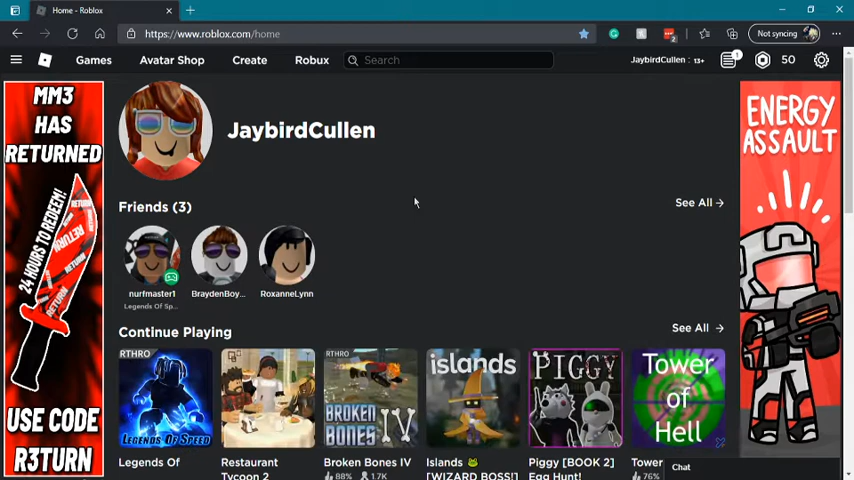 Home - Roblox
https://www.roblox.com/home
Not syncing
Games
Avatar Shop
Create
Robux
Search
JaybirdCullen : 13+
1
50
MM3
HAS
RETURNED
24 HOURS TO REDEEM!
RETURN
USE CODE
R3TURN
JaybirdCullen
Friends (3)
See All
nurfmaster1
Legends Of Sp...
BraydenBoy...
RoxanneLynn
Continue Playing
See All
RTHRO
LEGENDS OF SPEED
RTHRO
BROKEN
BONES IV
islands
PIGGY
Tower
of
Hell
Legends Of
Restaurant
Tycoon 2
Broken Bones IV
88% 1.7K
Islands
[WIZARD BOSS!]
Piggy [BOOK 2]
Egg Hunt!
Tower
76%
Chat
ENERGY
ASSAULT